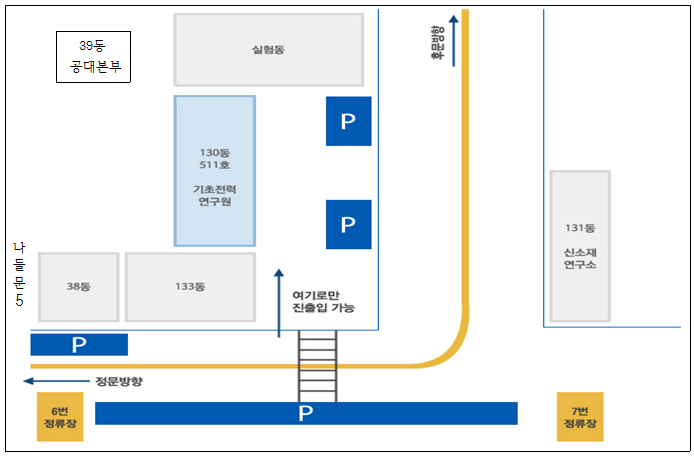 39동
공대본부
실험동
후문방향
P
130동
511호
기초전력
연구원
P
131동
신소재
연구소
나들문5
38동
133동
여기로만
진출입 가능
P
정문방향
6번
정류장
P
7번
정류장